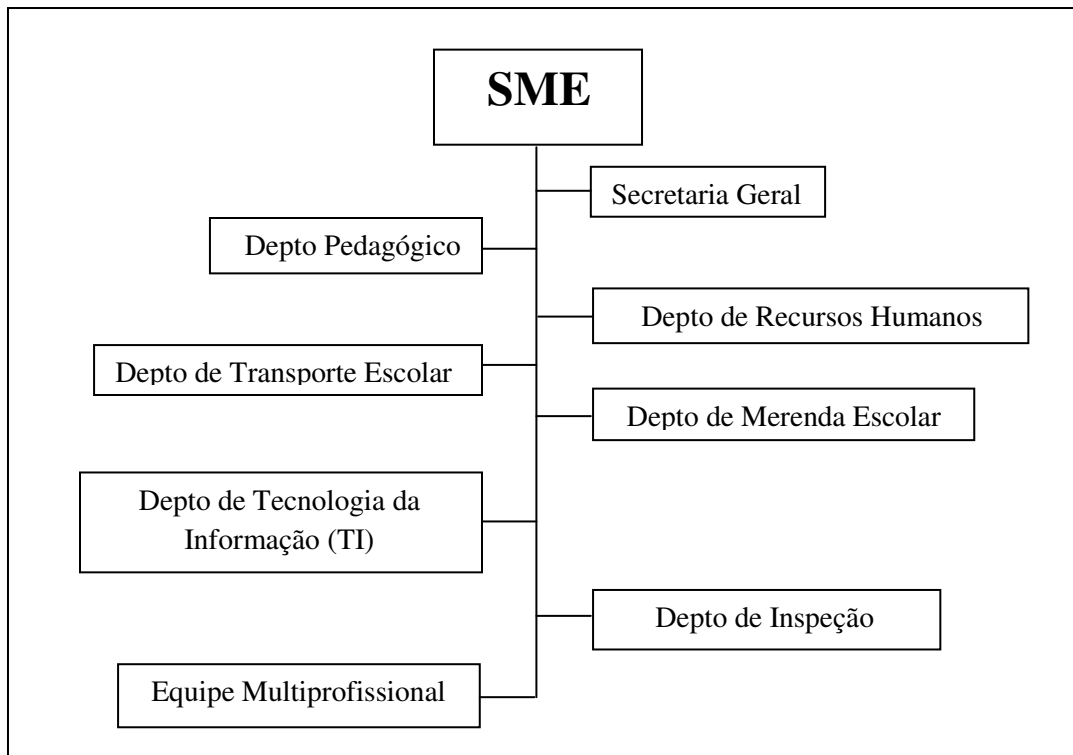 SME
Secretaria Geral
Depto Pedagógico
Depto de Recursos Humanos
Depto de Transporte Escolar
Depto de Merenda Escolar
Depto de Tecnologia da
Informação (TI)
Depto de Inspeção
Equipe Multiprofissional